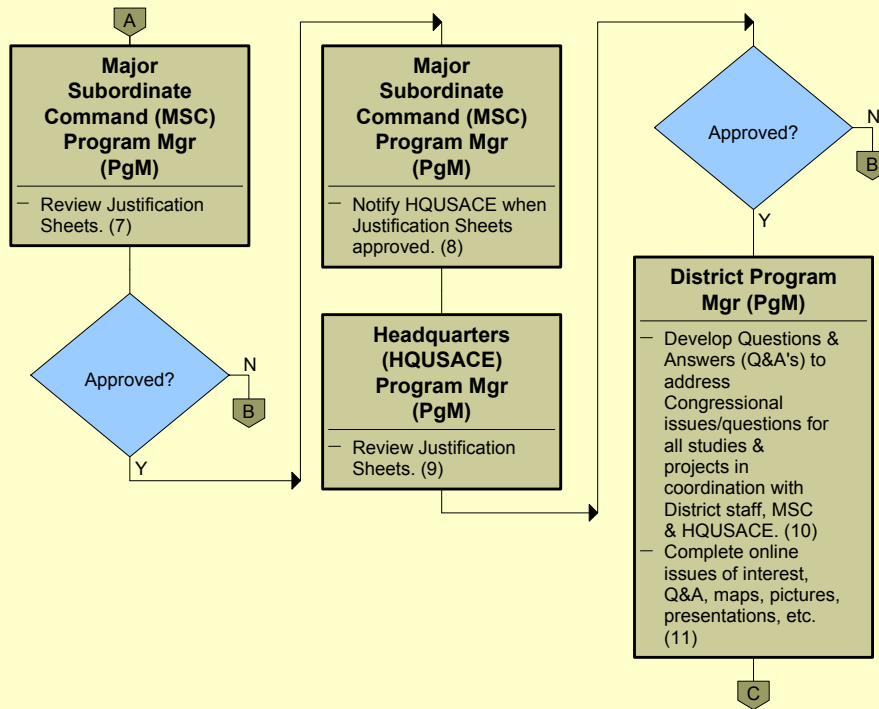 A
Major
Subordinate
Command (MSC)
Program Mgr
(PgM)
– Review Justification
Sheets. (7)
Approved?
N
B
Y
Major
Subordinate
Command (MSC)
Program Mgr
(PgM)
– Notify HQUSACE when
Justification Sheets
approved. (8)
Headquarters
(HQUSACE)
Program Mgr
(PgM)
– Review Justification
Sheets. (9)
Approved?
N
B
Y
District Program
Mgr (PgM)
– Develop Questions &
Answers (Q&A's) to
address
Congressional
issues/questions for
all studies &
projects in
coordination with
District staff, MSC
& HQUSACE. (10)
– Complete online
issues of interest,
Q&A, maps, pictures,
presentations, etc.
(11)
C